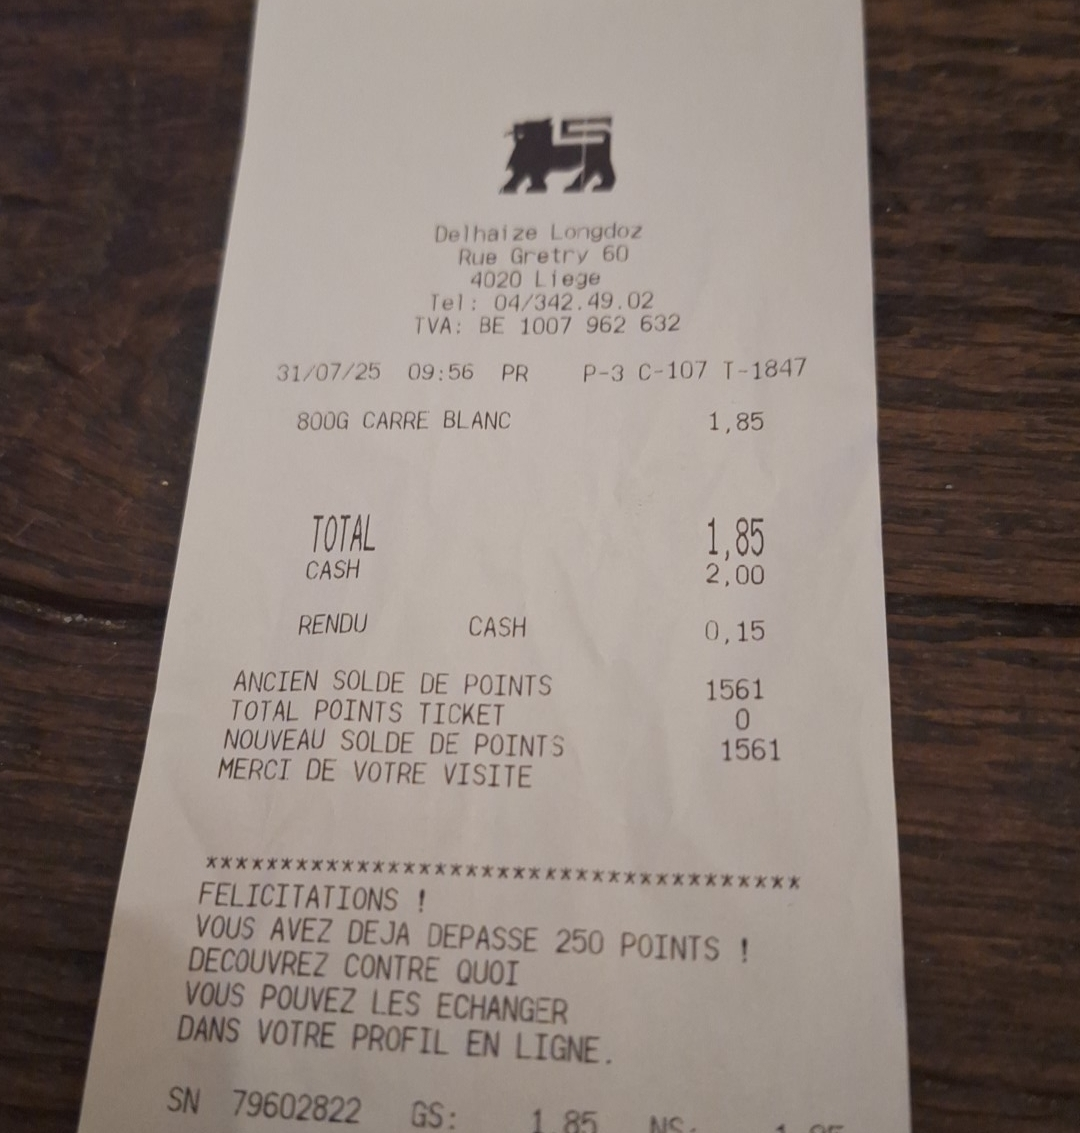 Delhaize Longdoz
Rue Gretry 60
4020 Liege
Tel: 04/342.49.02
TVA: BE 1007 962 632
31/07/25 09:56 PR P-3 C-107 T-1847
800G CARRE BLANC 1,85
TOTAL 1,85
CASH 2,00
RENDU CASH 0,15
ANCIEN SOLDE DE POINTS 1561
TOTAL POINTS TICKET 0
NOUVEAU SOLDE DE POINTS 1561
MERCI DE VOTRE VISITE
****************************************
FELICITATIONS !
VOUS AVEZ DEJA DEPASSE 250 POINTS !
DECOUVREZ CONTRE QUOI
VOUS POUVEZ LES ECHANGER
DANS VOTRE PROFIL EN LIGNE.
SN 79602822 GS: 1,85 NS: